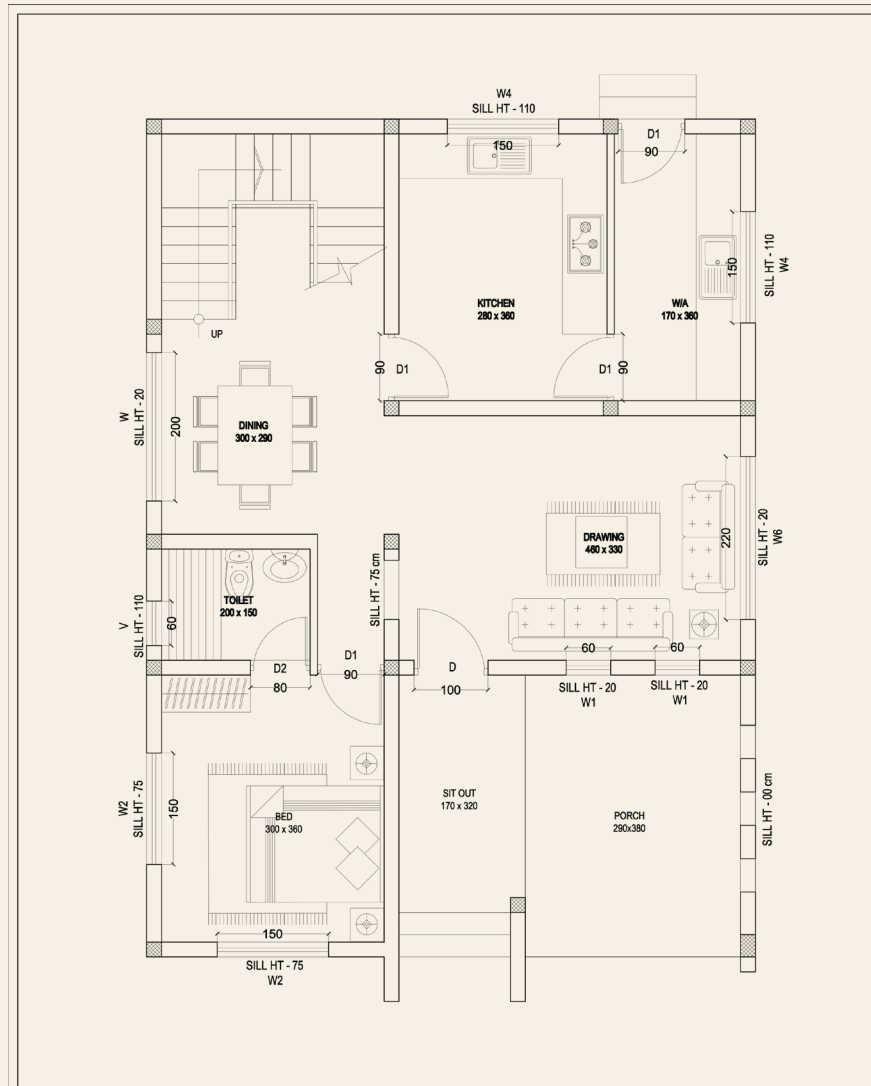 W4
SILL HT - 110
150
D1
90
SILL HT - 110
W4
150
KITCHEN
280 x 360
W/A
170 x 360
UP
90
D1
D1
90
W
SILL HT - 20
200
DINING
300 x 290
DRAWING
460 x 330
220
SILL HT - 20
W6
SILL HT - 75 cm
V
SILL HT - 110
60
TOILET
200 x 150
D2
80
D1
90
D
100
60
60
SILL HT - 20
W1
SILL HT - 20
W1
W2
SILL HT - 75
150
BED
300 x 360
SIT OUT
170 x 320
PORCH
290x380
SILL HT - 00 cm
150
SILL HT - 75
W2